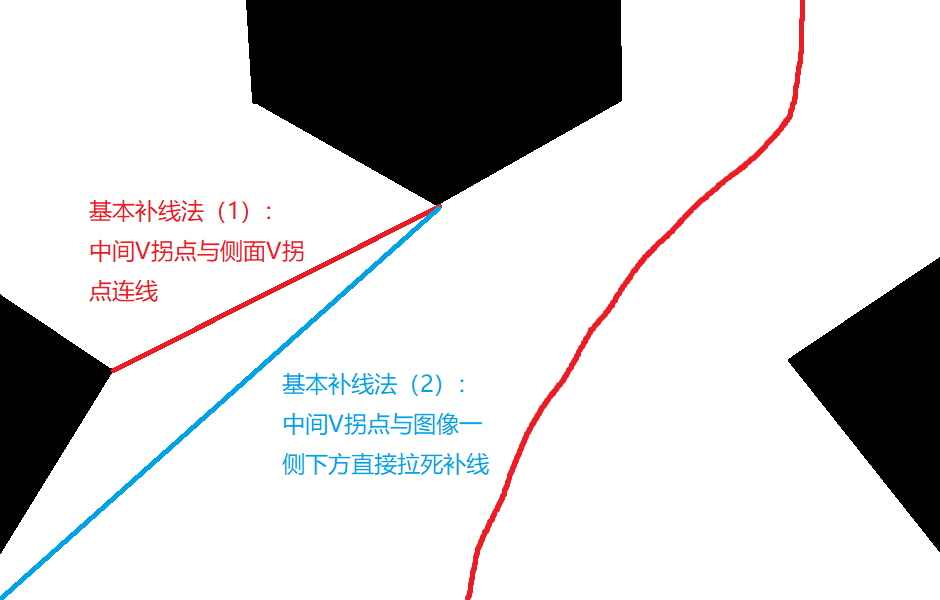 基本补线法（1）：
中间V拐点与侧面V拐
点连线
基本补线法（2）：
中间V拐点与图像一
侧下方直接拉死补线